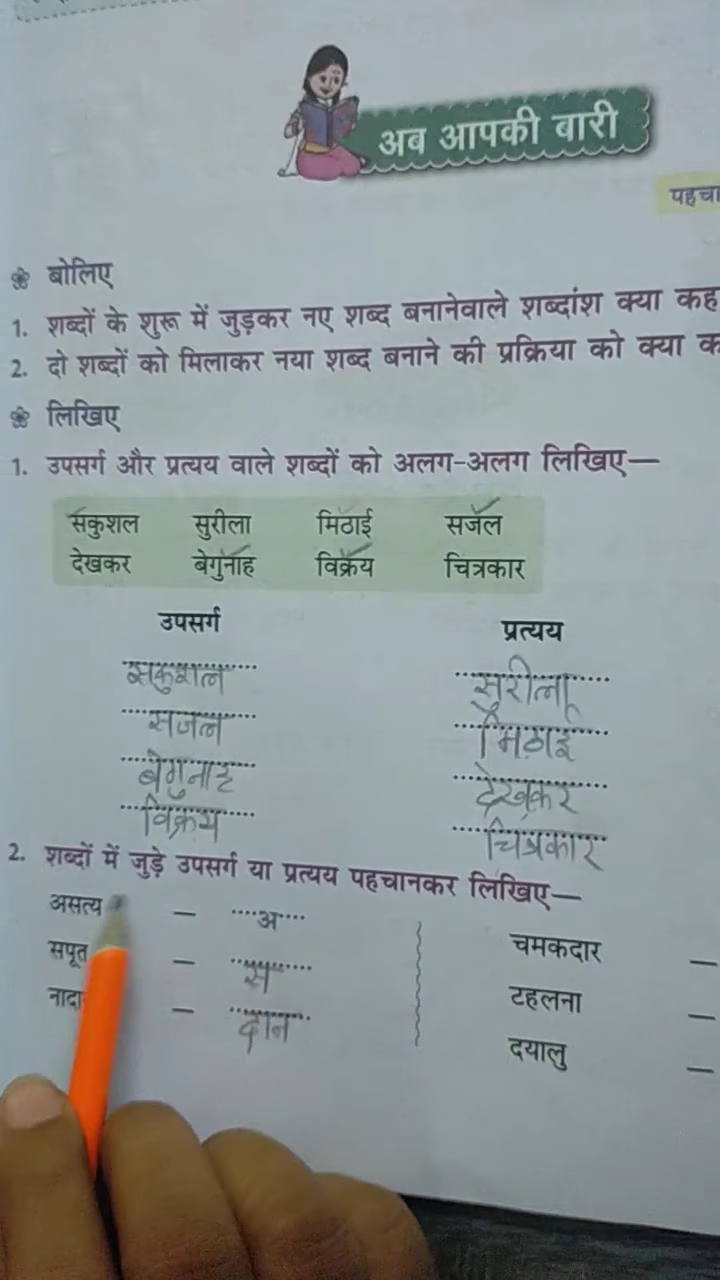 अब आपकी बारी
पहचा
बोलिए
1. शब्दों के शुरू में जुड़कर नए शब्द बनानेवाले शब्दांश क्या कह
2. दो शब्दों को मिलाकर नया शब्द बनाने की प्रक्रिया को क्या क
लिखिए
1. उपसर्ग और प्रत्यय वाले शब्दों को अलग-अलग लिखिए—
सकुशल सुरीला मिठाई सजल
देखकर बेगुनाह विक्रय चित्रकार
उपसर्ग प्रत्यय
सकुशल सुरीला
सजल मिठाई
बेगुनाह देखकर
विक्रय चित्रकार
2. शब्दों में जुड़े उपसर्ग या प्रत्यय पहचानकर लिखिए—
असत्य — अ चमकदार —
सपूत — स टहलना —
नादा — दान दयालु —